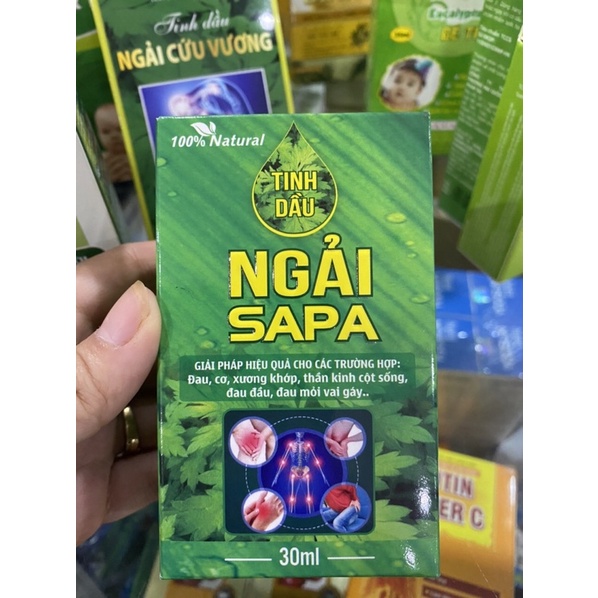 Tinh dầu
NGẢI CỨU VƯƠNG
100% Natural
TINH
DẦU
NGẢI
SAPA
GIẢI PHÁP HIỆU QUẢ CHO CÁC TRƯỜNG HỢP:
Đau, cơ, xương khớp, thần kinh cột sống,
đau đầu, đau mỏi vai gáy..
30ml